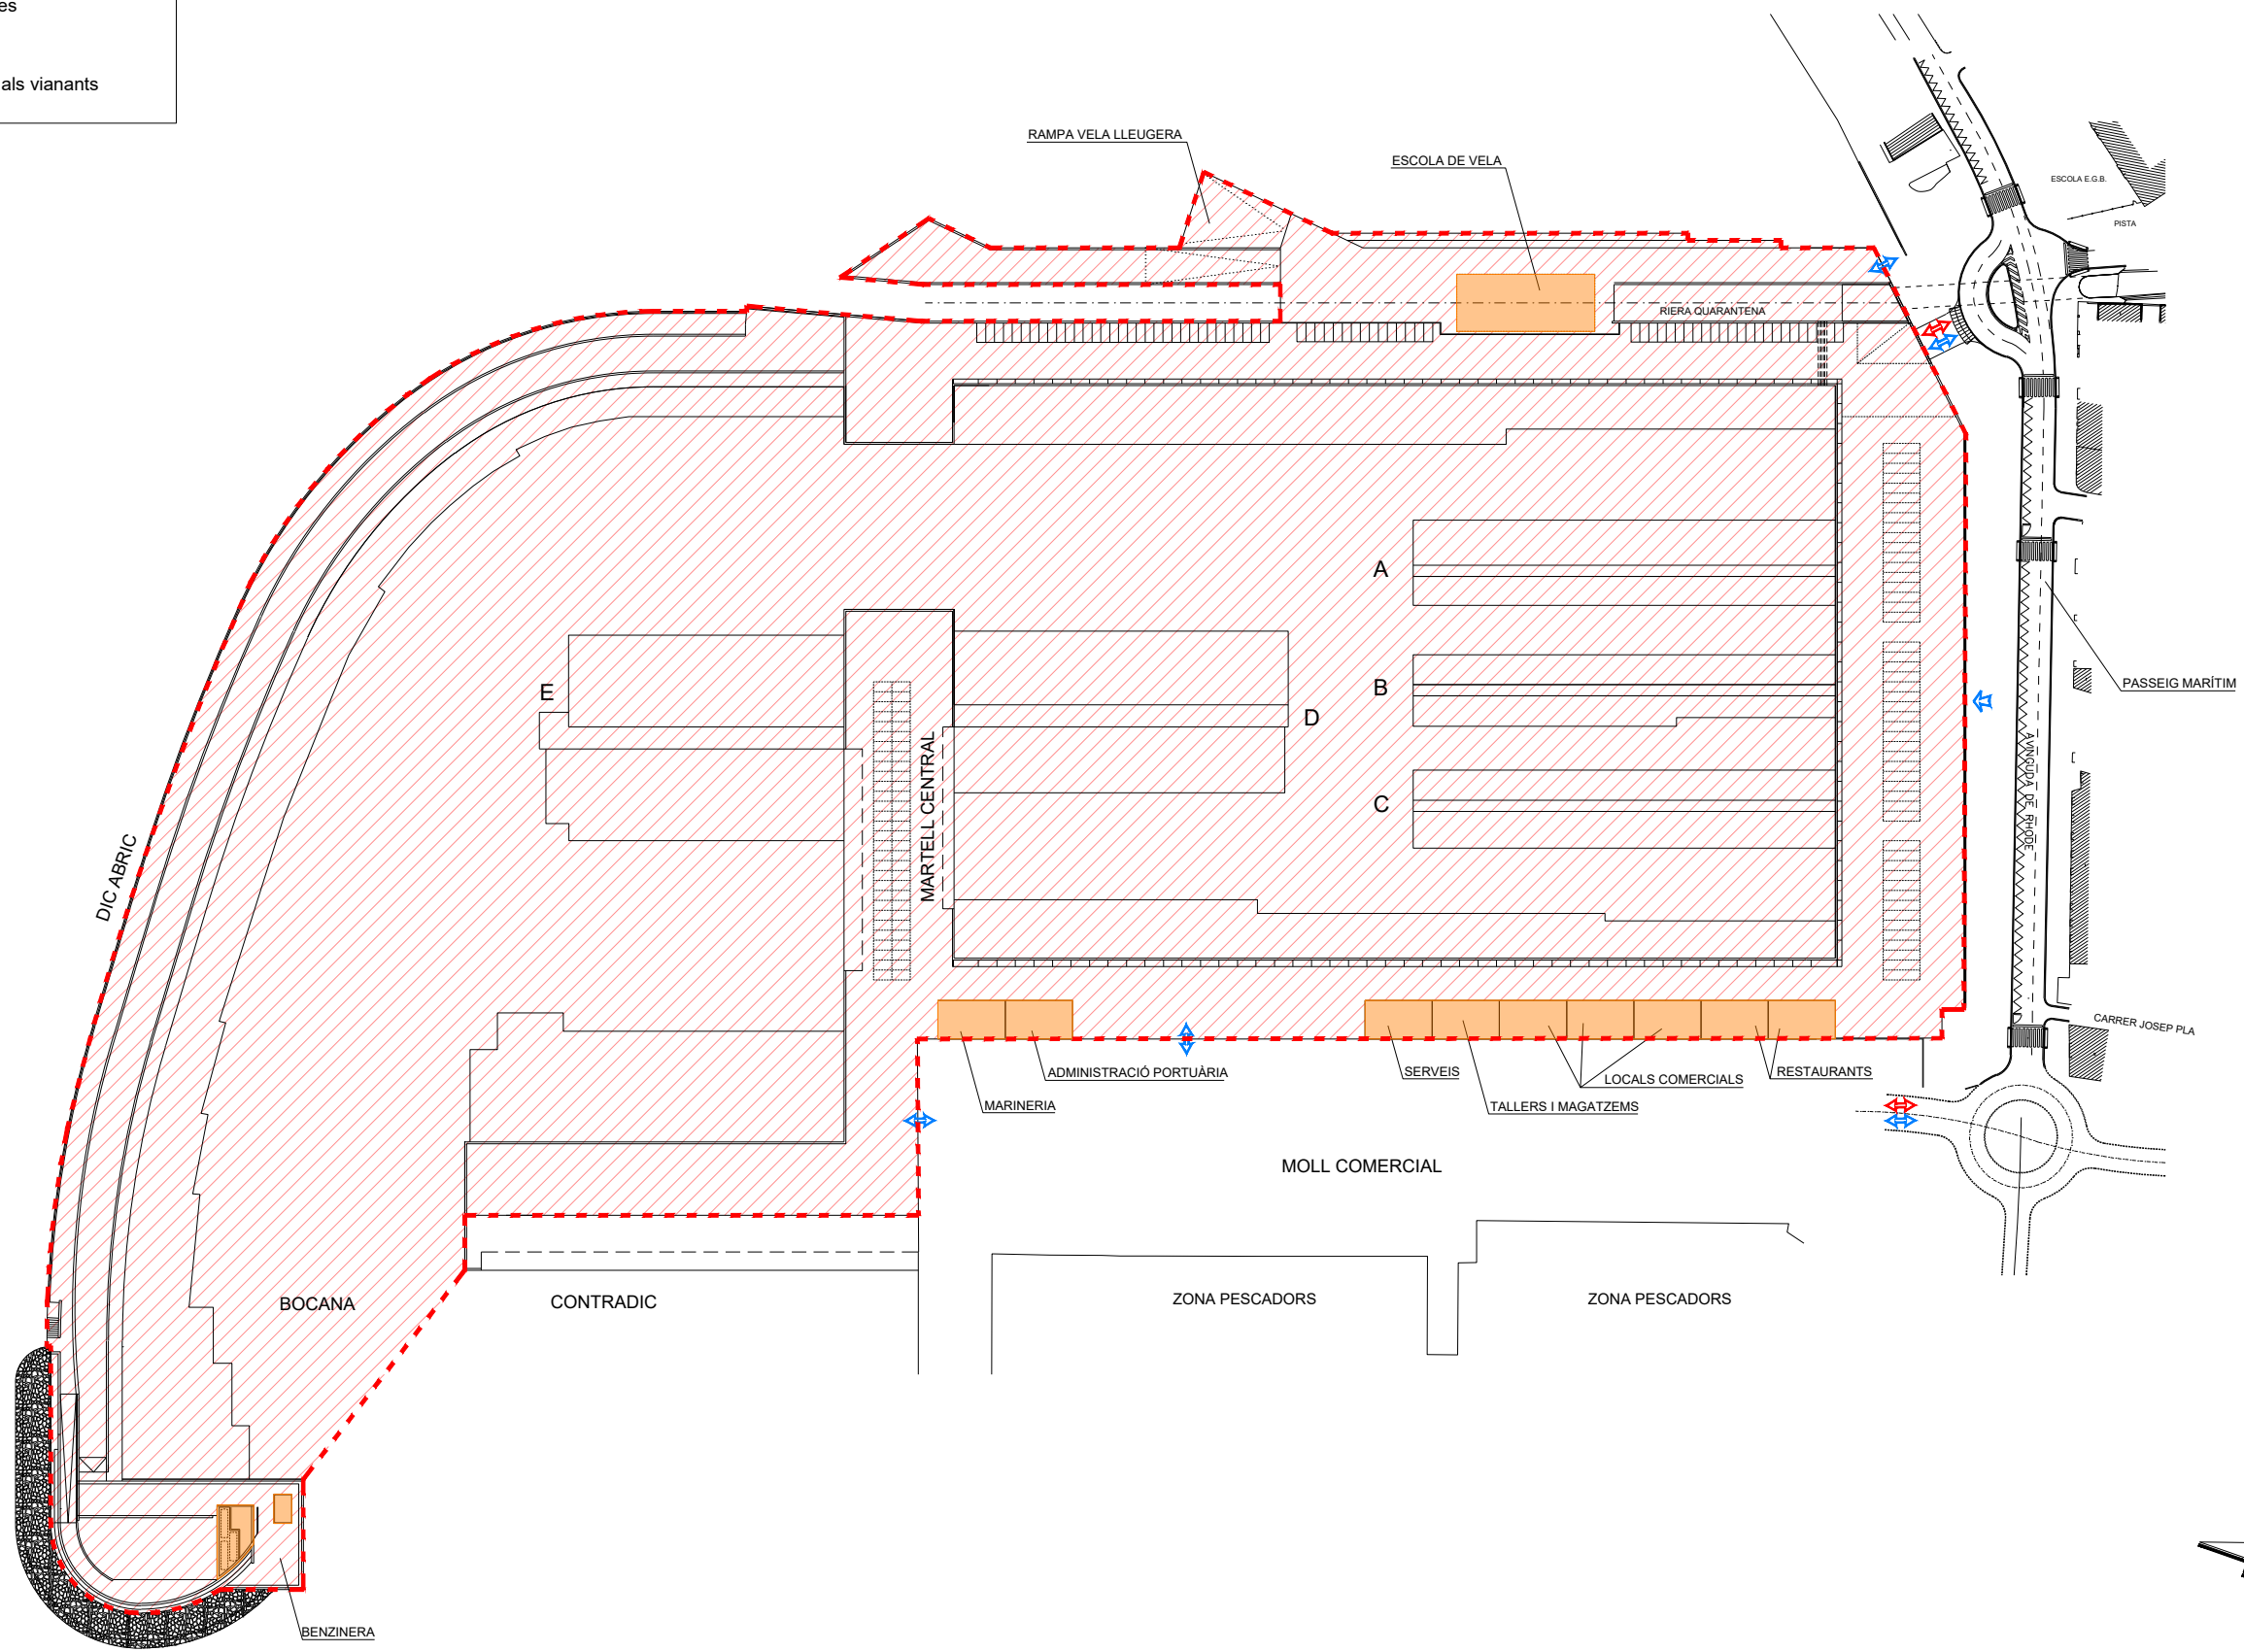 es
als vianants
RAMPA VELA LLEUGERA
ESCOLA DE VELA
ESCOLA E.G.B.
PISTA
RIERA QUARANTENA
A
E
B
PASSEIG MARÍTIM
D
MARTELL CENTRAL
AVINGUDA DE RHODE
C
DIC ABRIC
CARRER JOSEP PLA
ADMINISTRACIÓ PORTUÀRIA
SERVEIS
LOCALS COMERCIALS
RESTAURANTS
MARINERIA
TALLERS I MAGATZEMS
MOLL COMERCIAL
BOCANA
CONTRADIC
ZONA PESCADORS
ZONA PESCADORS
BENZINERA